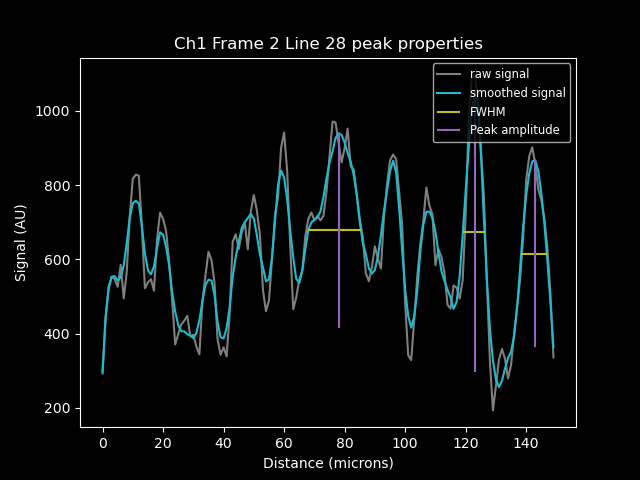 Ch1 Frame 2 Line 28 peak properties
raw signal
smoothed signal
FWHM
Peak amplitude
Signal (AU)
1000
800
600
400
200
0 20 40 60 80 100 120 140
Distance (microns)